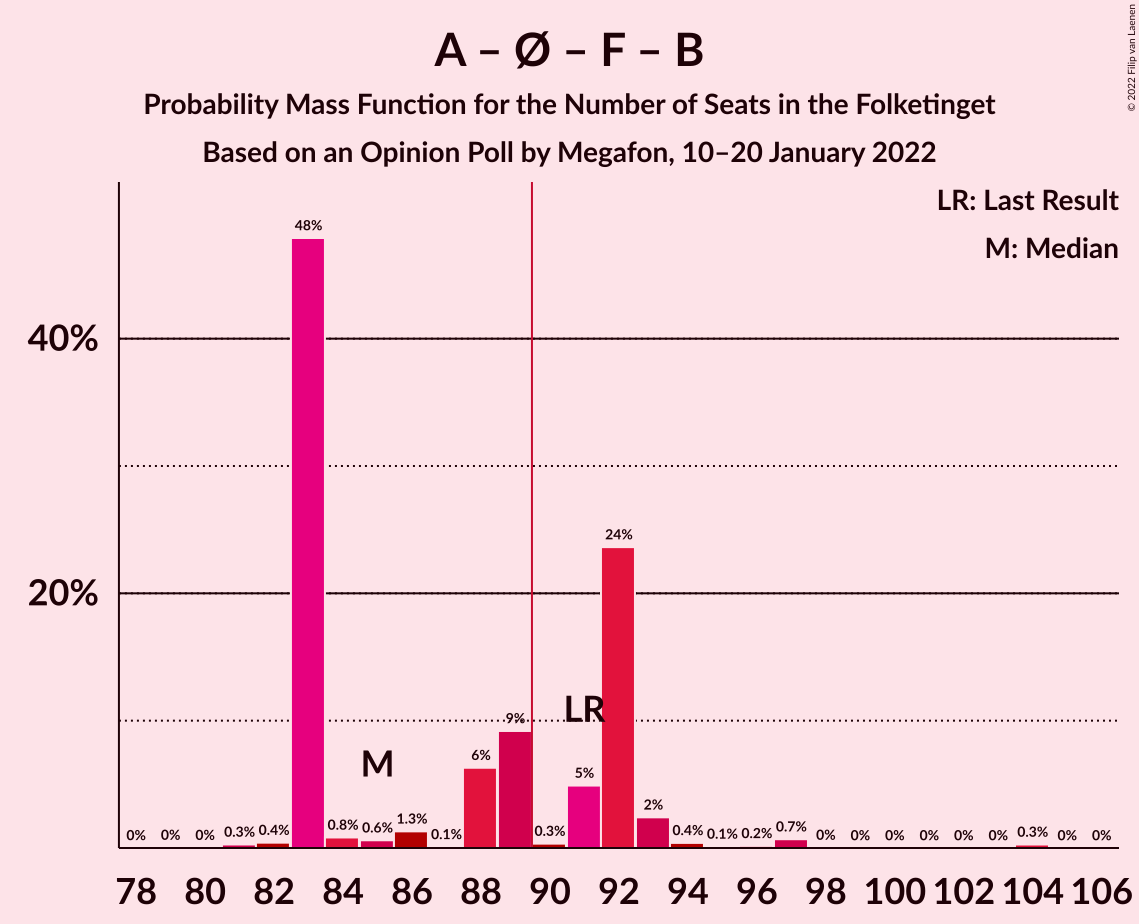 A – Ø – F – B
Probability Mass Function for the Number of Seats in the Folketinget
Based on an Opinion Poll by Megafon, 10–20 January 2022
© 2022 Filip van Laenen
LR: Last Result
M: Median
40%
20%
0% 0% 0% 0.3% 0.4% 48% 0.8% 0.6% 1.3% 0.1% 6% 9% 0.3% 5% 24% 2% 0.4% 0.1% 0.2% 0.7% 0% 0% 0% 0% 0% 0% 0.3% 0% 0%
M
LR
78 80 82 84 86 88 90 92 94 96 98 100 102 104 106